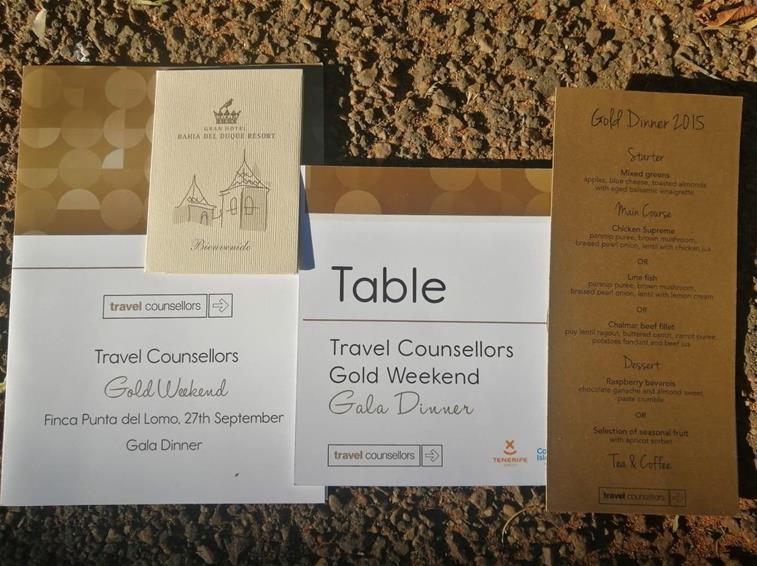 GRAN HOTEL
BAHIA DEL DUQUE RESORT
Bienvenido
travel counsellors
Travel Counsellors
Gold Weekend
Finca Punta del Lomo, 27th September
Gala Dinner
Table
Travel Counsellors
Gold Weekend
Gala Dinner
travel counsellors
TENERIFE
Gold Dinner 2015
Starter
Mixed greens
apples, blue cheese, toasted almonds
with aged balsamic vinaigrette
Main Course
Chicken Supreme
parsnip puree, brown mushroom,
braised pearl onion, lentil with chicken jus
OR
Line fish
parsnip puree, brown mushroom,
braised pearl onion, lentil with lemon cream
OR
Chalmar beef fillet
puy lentil ragout, buttered carrot, carrot puree,
potatoes fondant and beef jus
Dessert
Raspberry bavarois
chocolate ganache and almond sweet
paste crumble
OR
Selection of seasonal fruit
with apricot sorbet
Tea & Coffee
travel counsellors